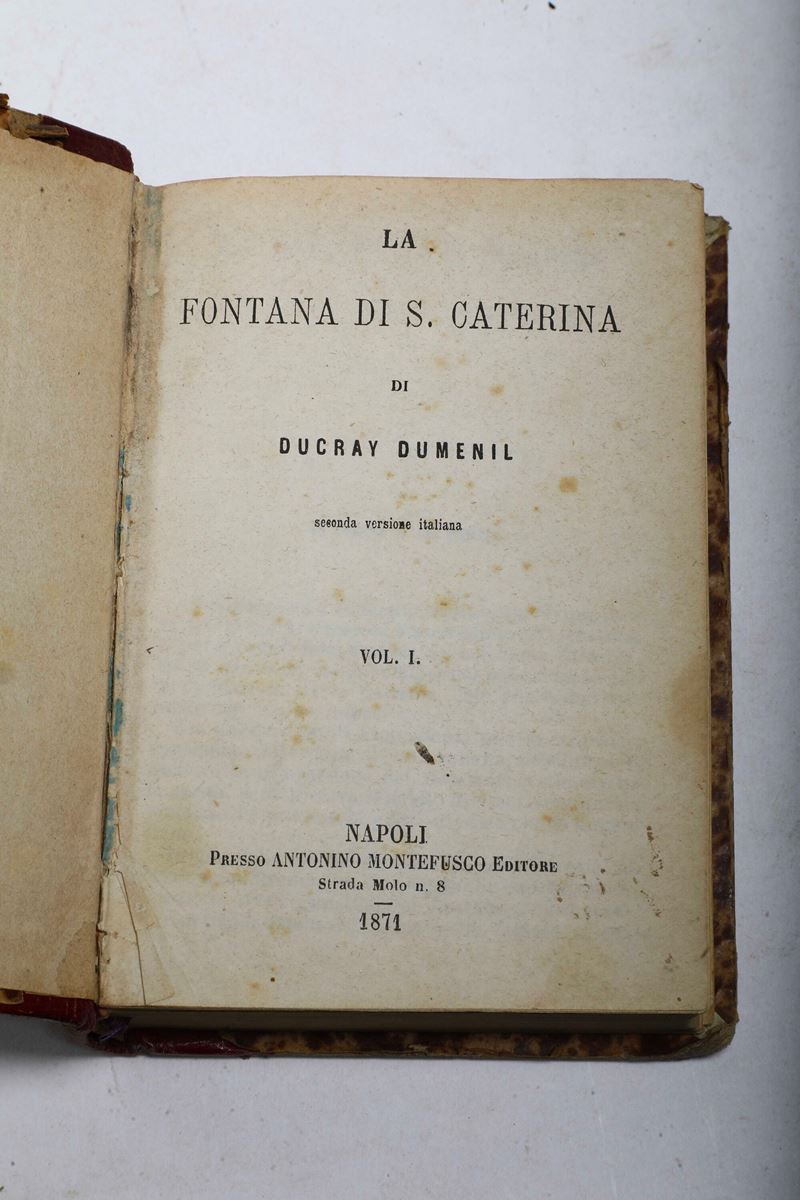 LA
FONTANA DI S. CATERINA
DI
DUCRAY DUMENIL
seconda versione italiana
VOL. I.
NAPOLI
PRESSO ANTONINO MONTEFUSCO EDITORE
Strada Molo n. 8
1871